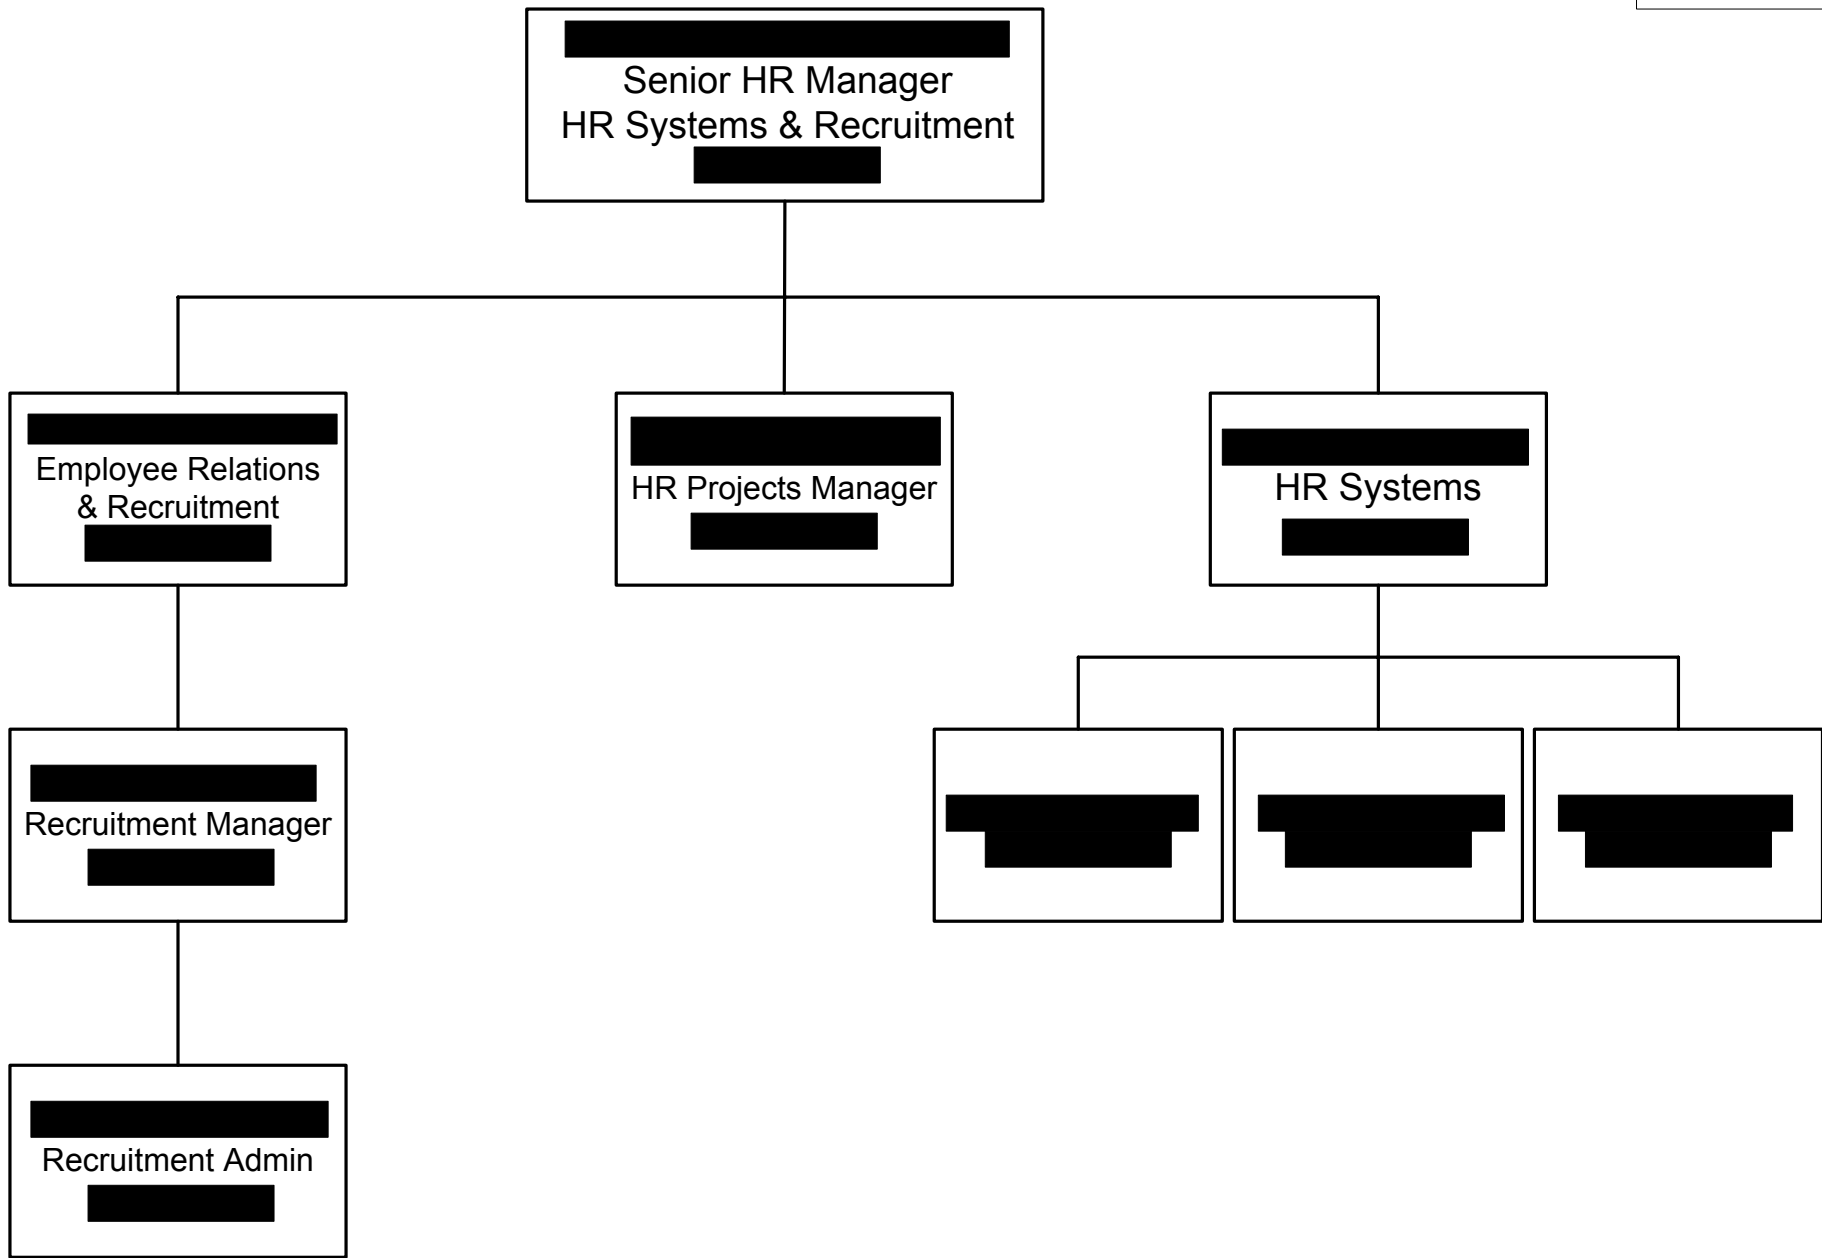 Senior HR Manager
HR Systems & Recruitment
Employee Relations
& Recruitment
HR Projects Manager
HR Systems
Recruitment Manager
Recruitment Admin